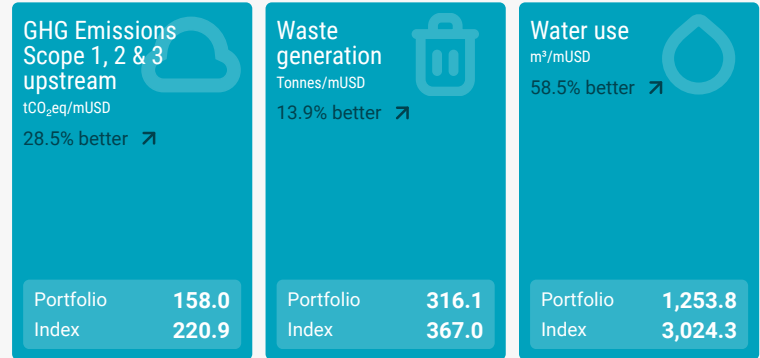 GHG Emissions
Scope 1, 2 & 3
upstream
tCO₂eq/mUSD
28.5% better
Portfolio 158.0
Index 220.9
Waste
generation
Tonnes/mUSD
13.9% better
Portfolio 316.1
Index 367.0
Water use
m³/mUSD
58.5% better
Portfolio 1,253.8
Index 3,024.3